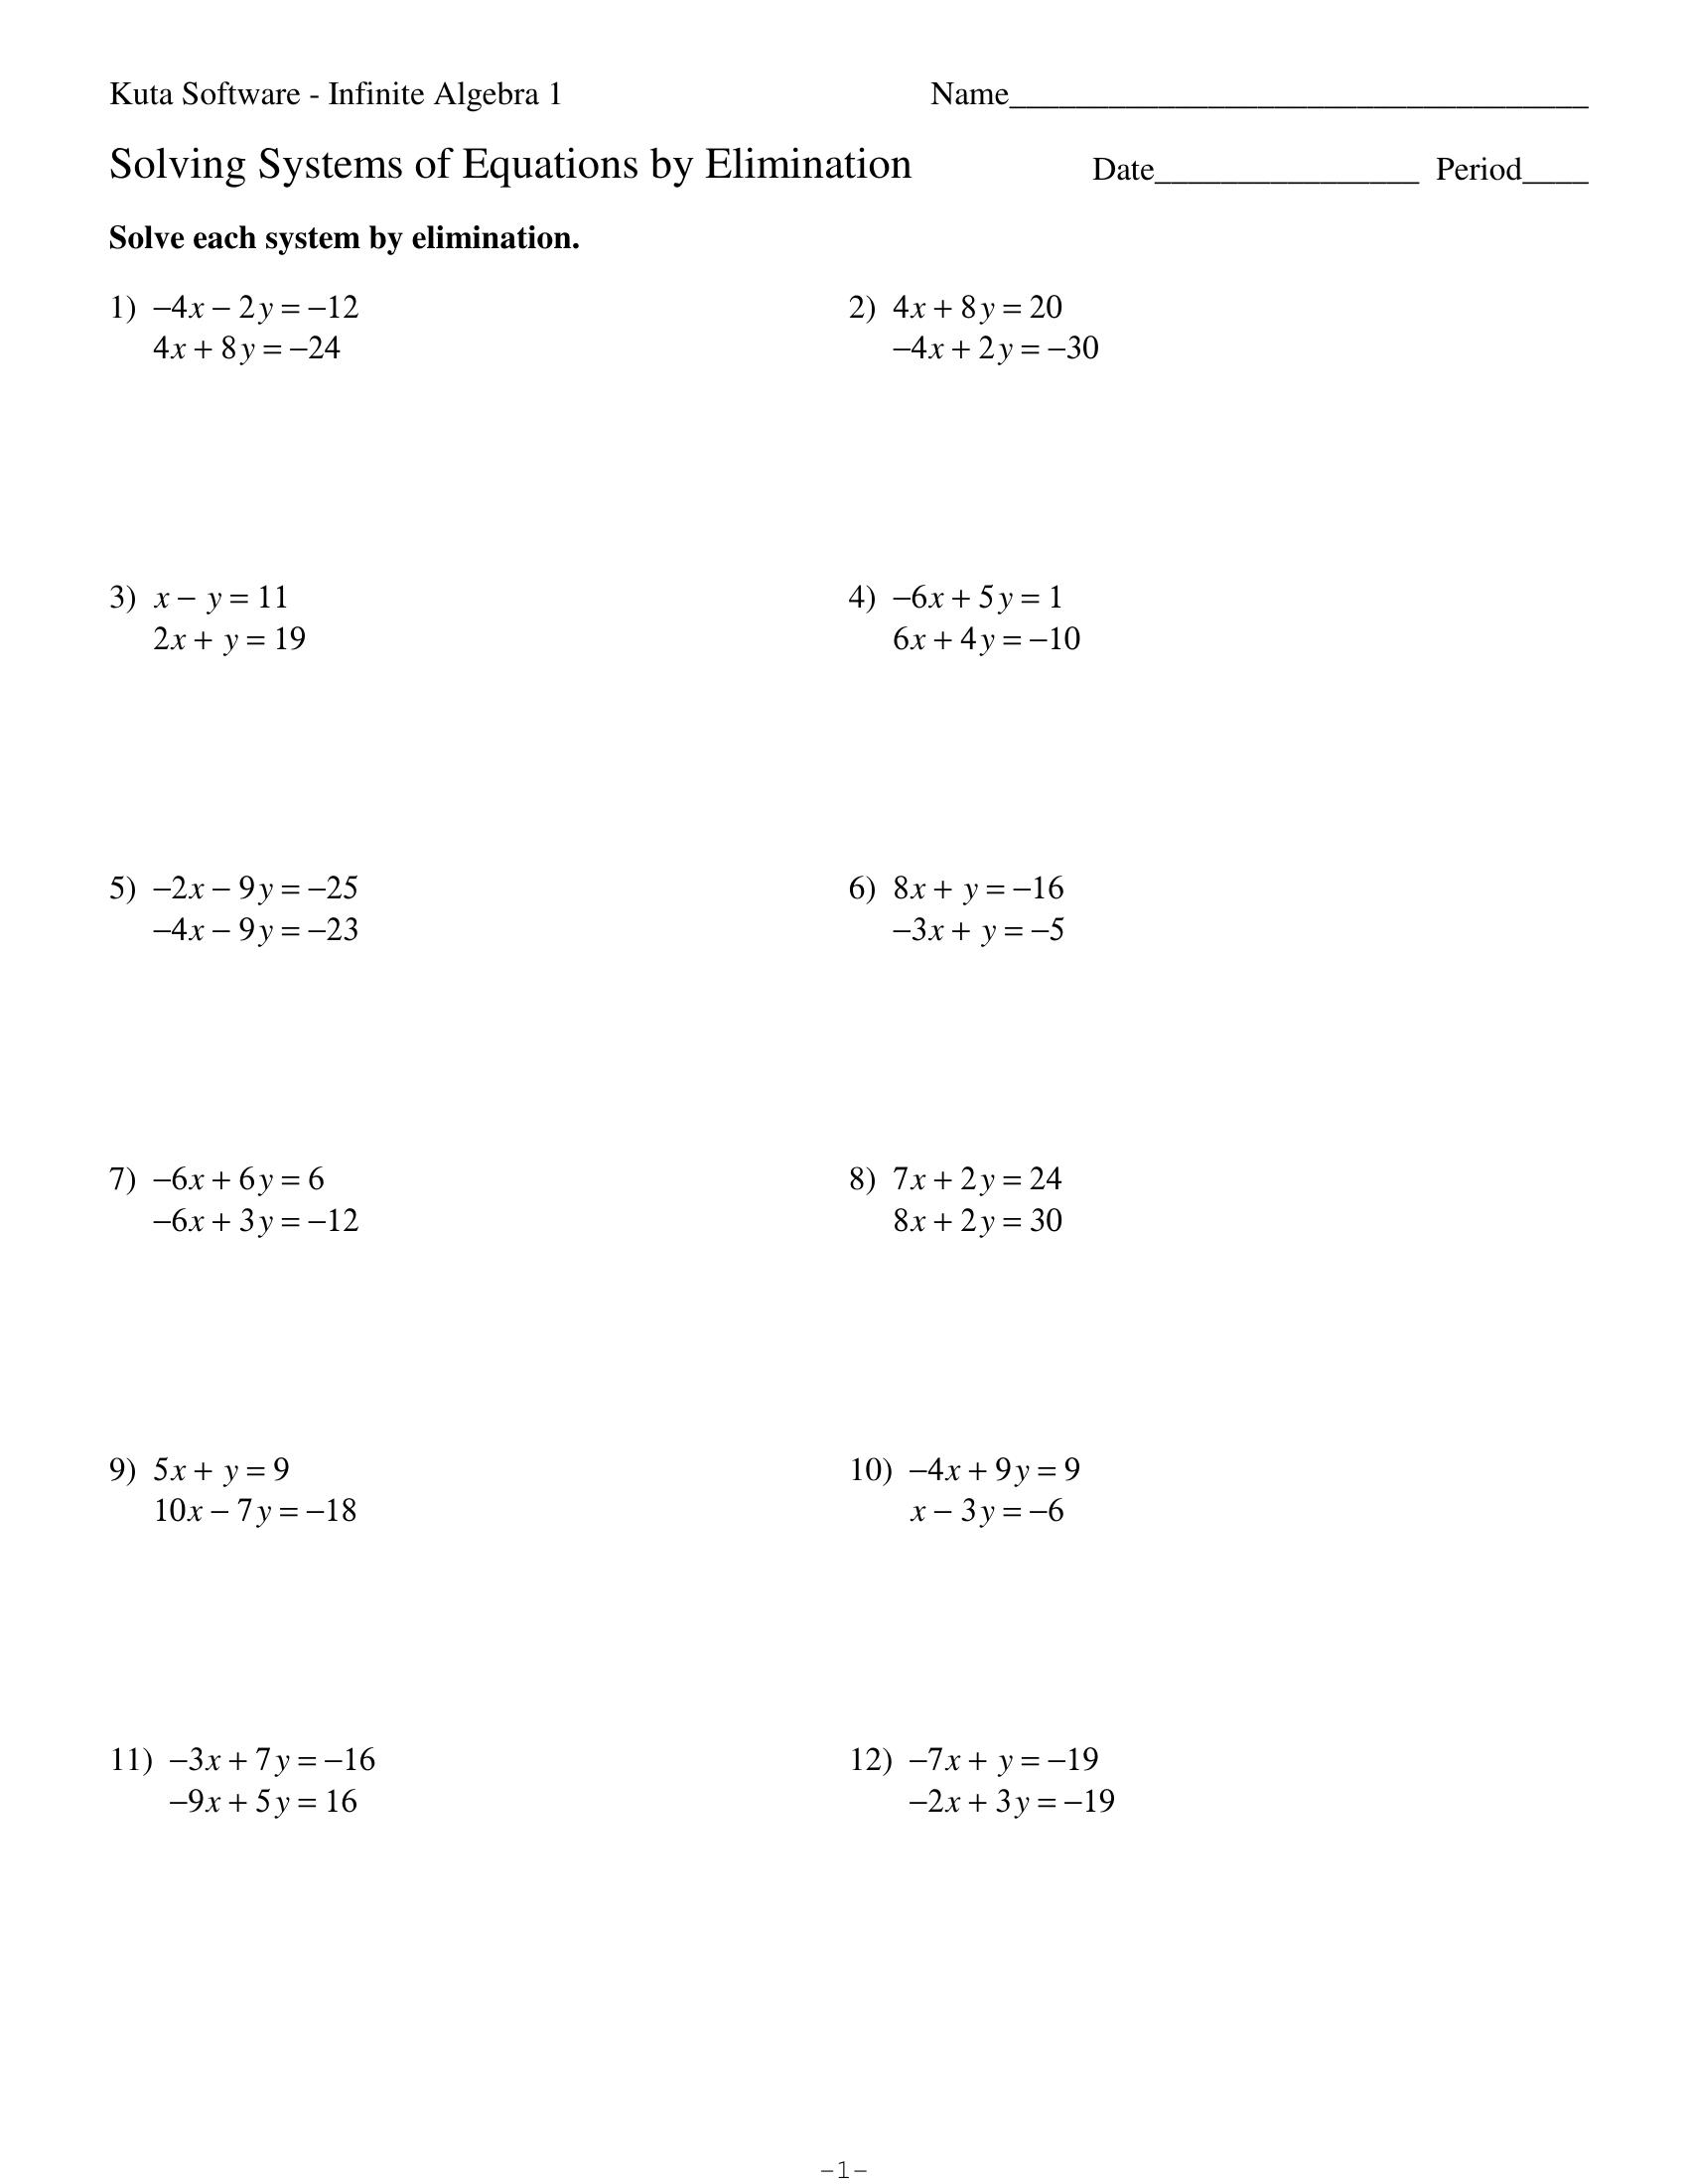 Kuta Software - Infinite Algebra 1 Name___________________________________
Solving Systems of Equations by Elimination Date________________ Period____
Solve each system by elimination.
1) −4x − 2y = −12
4x + 8y = −24
2) 4x + 8y = 20
−4x + 2y = −30
3) x − y = 11
2x + y = 19
4) −6x + 5y = 1
6x + 4y = −10
5) −2x − 9y = −25
−4x − 9y = −23
6) 8x + y = −16
−3x + y = −5
7) −6x + 6y = 6
−6x + 3y = −12
8) 7x + 2y = 24
8x + 2y = 30
9) 5x + y = 9
10x − 7y = −18
10) −4x + 9y = 9
x − 3y = −6
11) −3x + 7y = −16
−9x + 5y = 16
12) −7x + y = −19
−2x + 3y = −19
-1-